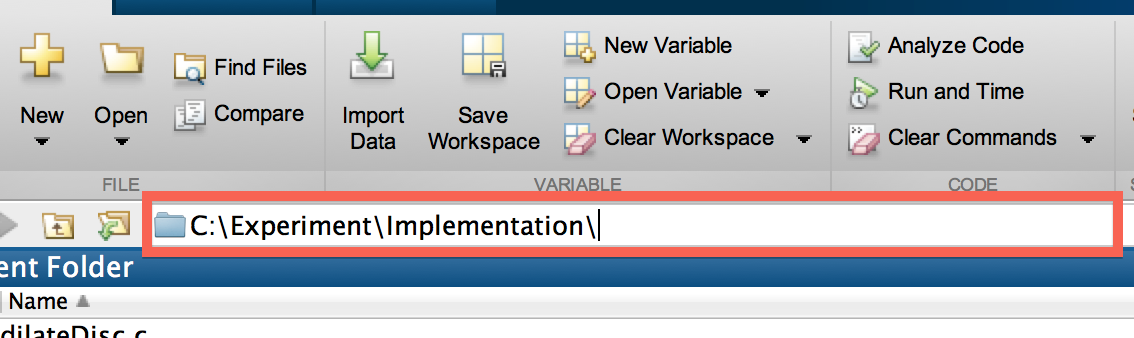 New
Open
Find Files
Compare
Import Data
Save Workspace
New Variable
Open Variable
Clear Workspace
Analyze Code
Run and Time
Clear Commands
FILE
VARIABLE
CODE
C:\Experiment\Implementation\
ent Folder
Name
dilateDisc.c